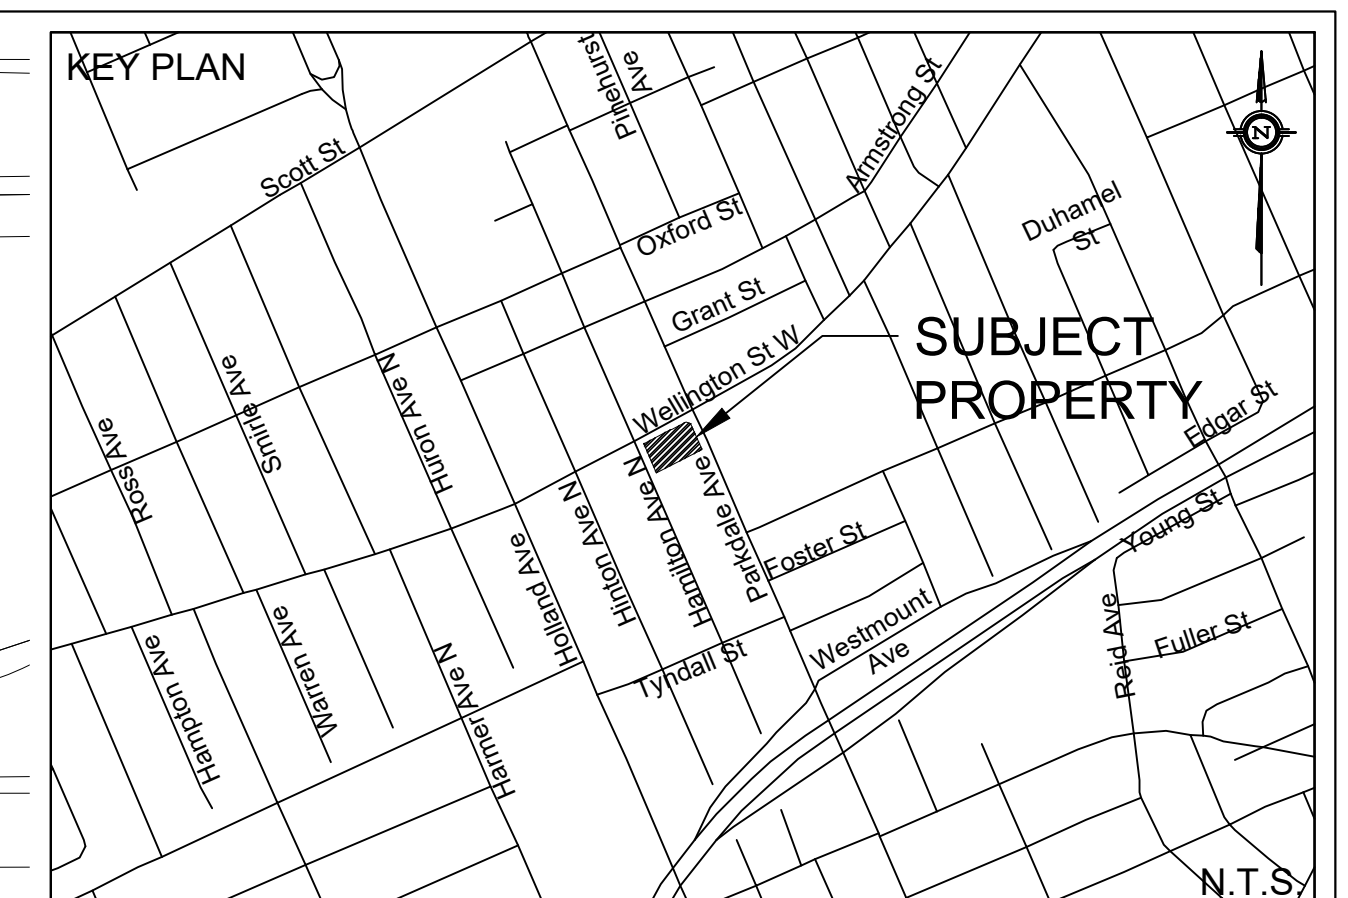 KEY PLAN
Pinehurst
Ave
Armstrong St
Scott St
N
Oxford St
Duhamel
St
Grant St
SUBJECT
PROPERTY
Wellington St W
Smirle Ave
Huron Ave N
Ross Ave
Edgar St
Hinton Ave N
Hamilton Ave N
Parkdale Ave
Holland Ave
Foster St
Young St
Westmount
Ave
Reid Ave
Fuller St
Tyndall St
Hampton Ave
Warren Ave
Harmer Ave N
N.T.S.